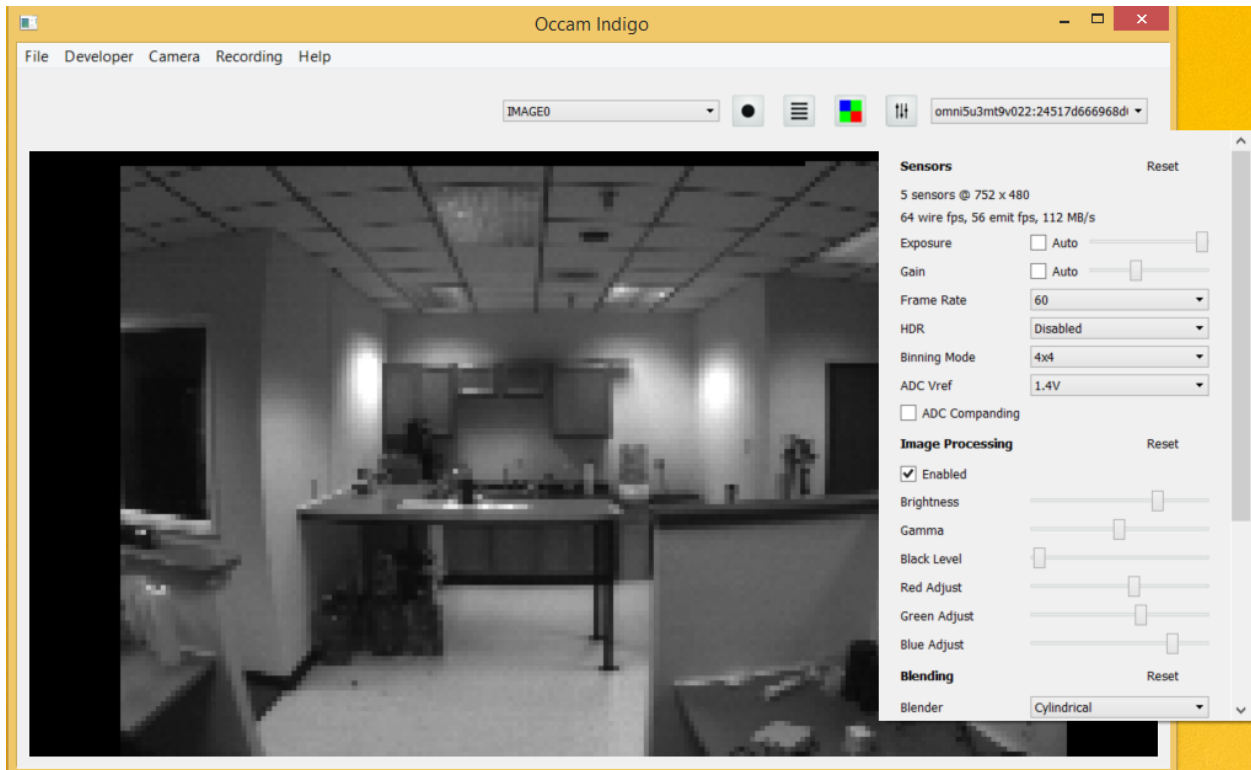 Occam Indigo
File Developer Camera Recording Help
IMAGE0
Sensors Reset
5 sensors @ 752 x 480
64 wire fps, 56 emit fps, 112 MB/s
Exposure Auto
Gain Auto
Frame Rate 60
HDR Disabled
Binning Mode 4x4
ADC Vref 1.4V
ADC Companding
Image Processing Reset
Enabled
Brightness
Gamma
Black Level
Red Adjust
Green Adjust
Blue Adjust
Blending Reset
Blender Cylindrical